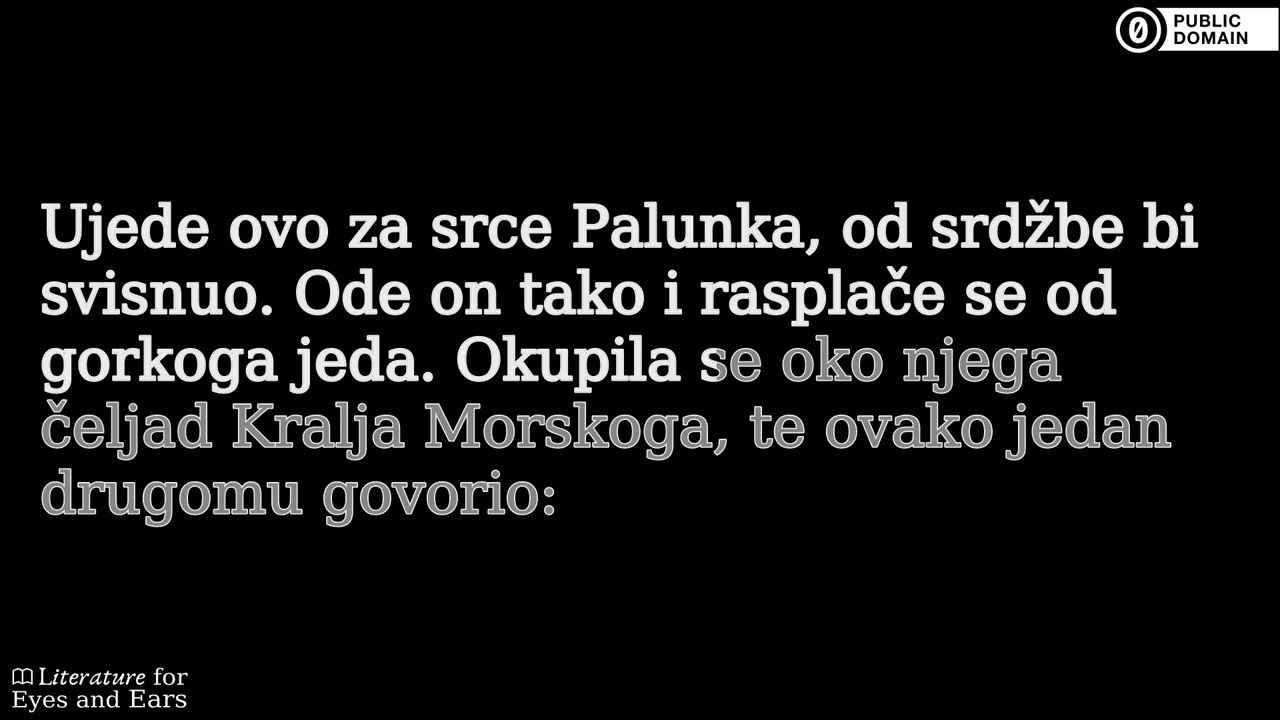 PUBLIC
DOMAIN
Ujede ovo za srce Palunka, od srdžbe bi
svisnuo. Ode on tako i rasplače se od
gorkoga jeda. Okupila se oko njega
čeljad Kralja Morskoga, te ovako jedan
drugomu govorio:
Literature for
Eyes and Ears